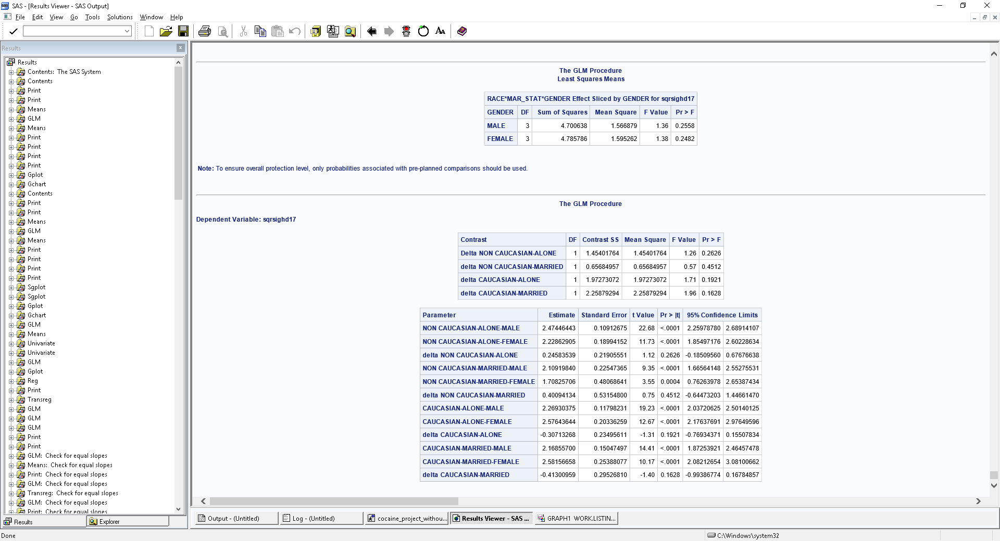 SAS - [Results Viewer - SAS Output]
File Edit View Go Tools Solutions Window Help
Results
Results
Contents: The SAS System
Contents
Print
Print
Means
GLM
Means
Print
Print
Print
Print
Gplot
Gchart
Contents
Print
Print
Means
GLM
Means
Print
Print
Print
Print
Sgplot
Sgplot
Gplot
Gchart
GLM
Means
Univariate
Univariate
GLM
Gplot
Reg
Print
Transreg
GLM
GLM
GLM
Print
Print
GLM: Check for equal slopes
Means: Check for equal slopes
Print: Check for equal slopes
GLM: Check for equal slopes
Transreg: Check for equal slopes
GLM: Check for equal slopes
Print: Check for equal slopes
Results Explorer
The GLM Procedure
Least Squares Means
RACE*MAR_STAT*GENDER Effect Sliced by GENDER for sqrsighd17
GENDER DF Sum of Squares Mean Square F Value Pr > F
MALE 3 4.700638 1.566879 1.36 0.2558
FEMALE 3 4.785786 1.595262 1.38 0.2482
Note: To ensure overall protection level, only probabilities associated with pre-planned comparisons should be used.
The GLM Procedure
Dependent Variable: sqrsighd17
Contrast DF Contrast SS Mean Square F Value Pr > F
Delta NON CAUCASIAN-ALONE 1 1.45401764 1.45401764 1.26 0.2626
delta NON CAUCASIAN-MARRIED 1 0.65684957 0.65684957 0.57 0.4512
delta CAUCASIAN-ALONE 1 1.97273072 1.97273072 1.71 0.1921
delta CAUCASIAN-MARRIED 1 2.25879294 2.25879294 1.96 0.1628
Parameter Estimate Standard Error t Value Pr > |t| 95% Confidence Limits
NON CAUCASIAN-ALONE-MALE 2.47446443 0.10912675 22.68 <.0001 2.25978780 2.68914107
NON CAUCASIAN-ALONE-FEMALE 2.22862905 0.18994152 11.73 <.0001 1.85497176 2.60228634
delta NON CAUCASIAN-ALONE 0.24583539 0.21905551 1.12 0.2626 -0.18509560 0.67676638
NON CAUCASIAN-MARRIED-MALE 2.10919840 0.22547365 9.35 <.0001 1.66564148 2.55275531
NON CAUCASIAN-MARRIED-FEMALE 1.70825706 0.48068641 3.55 0.0004 0.76263978 2.65387434
delta NON CAUCASIAN-MARRIED 0.40094134 0.53154800 0.75 0.4512 -0.64473203 1.44661470
CAUCASIAN-ALONE-MALE 2.26930375 0.11798231 19.23 <.0001 2.03720625 2.50140125
CAUCASIAN-ALONE-FEMALE 2.57643644 0.20336259 12.67 <.0001 2.17637691 2.97649596
delta CAUCASIAN-ALONE -0.30713268 0.23495611 -1.31 0.1921 -0.76934371 0.15507834
CAUCASIAN-MARRIED-MALE 2.16855700 0.15047497 14.41 <.0001 1.87253921 2.46457478
CAUCASIAN-MARRIED-FEMALE 2.58156658 0.25388077 10.17 <.0001 2.08212654 3.08100662
delta CAUCASIAN-MARRIED -0.41300959 0.29526810 -1.40 0.1628 -0.99386774 0.16784857
Output - (Untitled) Log - (Untitled) cocaine_project_withou... Results Viewer - SAS ... GRAPH1 WORK.LISTIN...
Done C:\Windows\system32